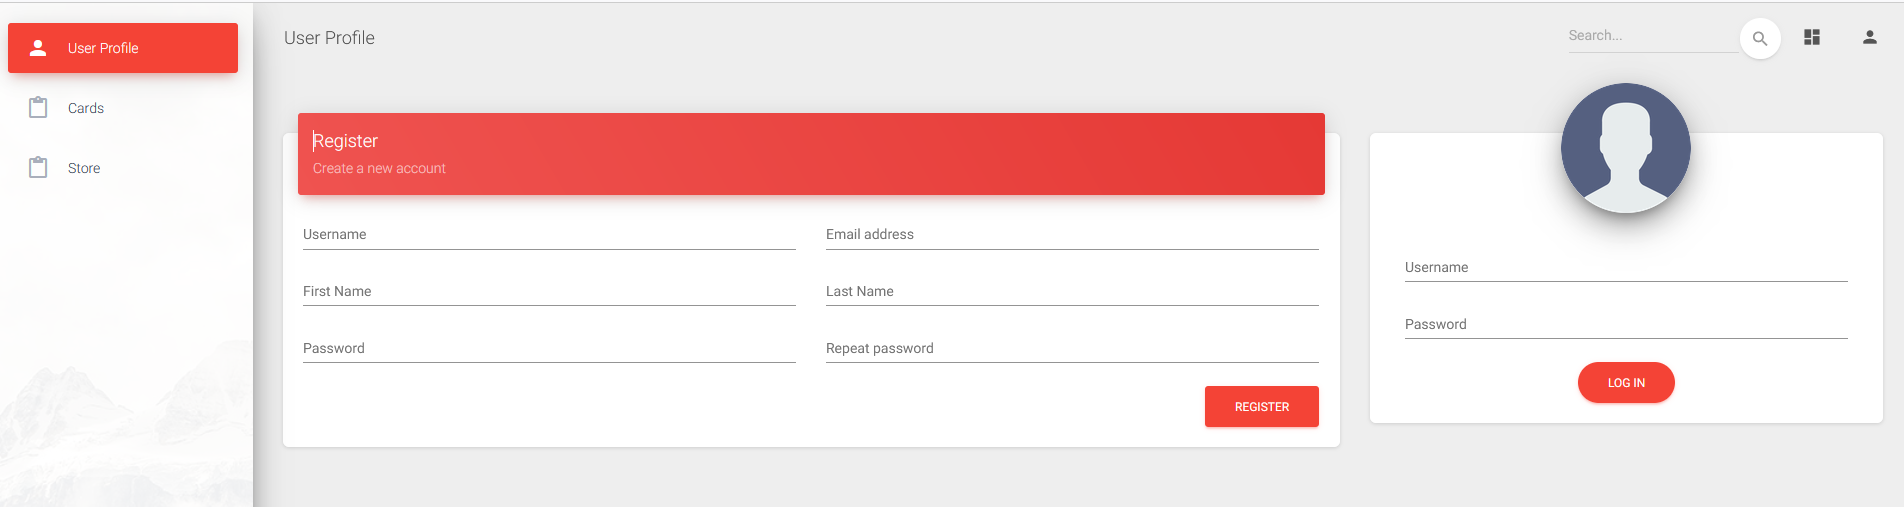 User Profile
Cards
Store
User Profile
Search...
Register
Create a new account
Username
Email address
First Name
Last Name
Password
Repeat password
REGISTER
Username
Password
LOG IN